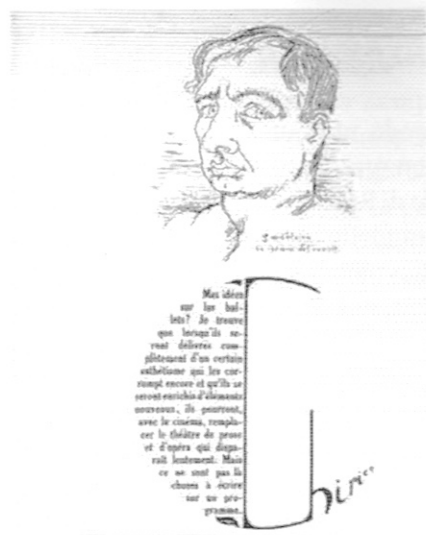 Mes idées
sur les bal-
lets? Je trouve
que lorsqu'ils se-
ront délivrés com-
plètement d'un certain
esthétisme qui les cor-
rompt encore et qu'ils se
seront enrichis d'éléments
nouveaux, ils pourront,
avec le cinéma, rempla-
cer le théâtre de prose
et d'opéra qui dispa-
raît lentement. Mais
ce ne sont pas là
choses à écrire
sur un pro-
gramme.
Chirico